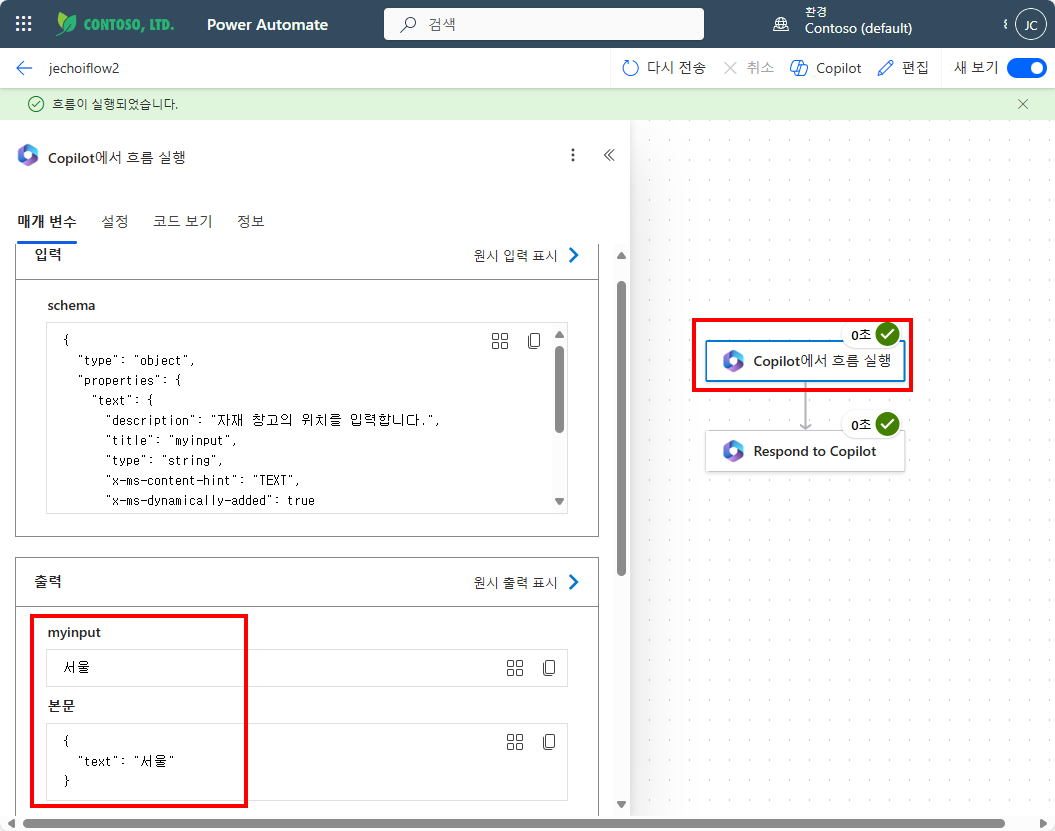 CONTOSO, LTD.
Power Automate
검색
환경
Contoso (default)
JC
jechoiflow2
다시 전송
취소
Copilot
편집
새 보기
흐름이 실행되었습니다.
Copilot에서 흐름 실행
매개 변수
설정
코드 보기
정보
입력
원시 입력 표시
schema
{
"type": "object",
"properties": {
"text": {
"description": "자재 창고의 위치를 입력합니다.",
"title": "myinput",
"type": "string",
"x-ms-content-hint": "TEXT",
"x-ms-dynamically-added": true
출력
원시 출력 표시
myinput
서울
본문
{
"text": "서울"
}
0초
Copilot에서 흐름 실행
0초
Respond to Copilot